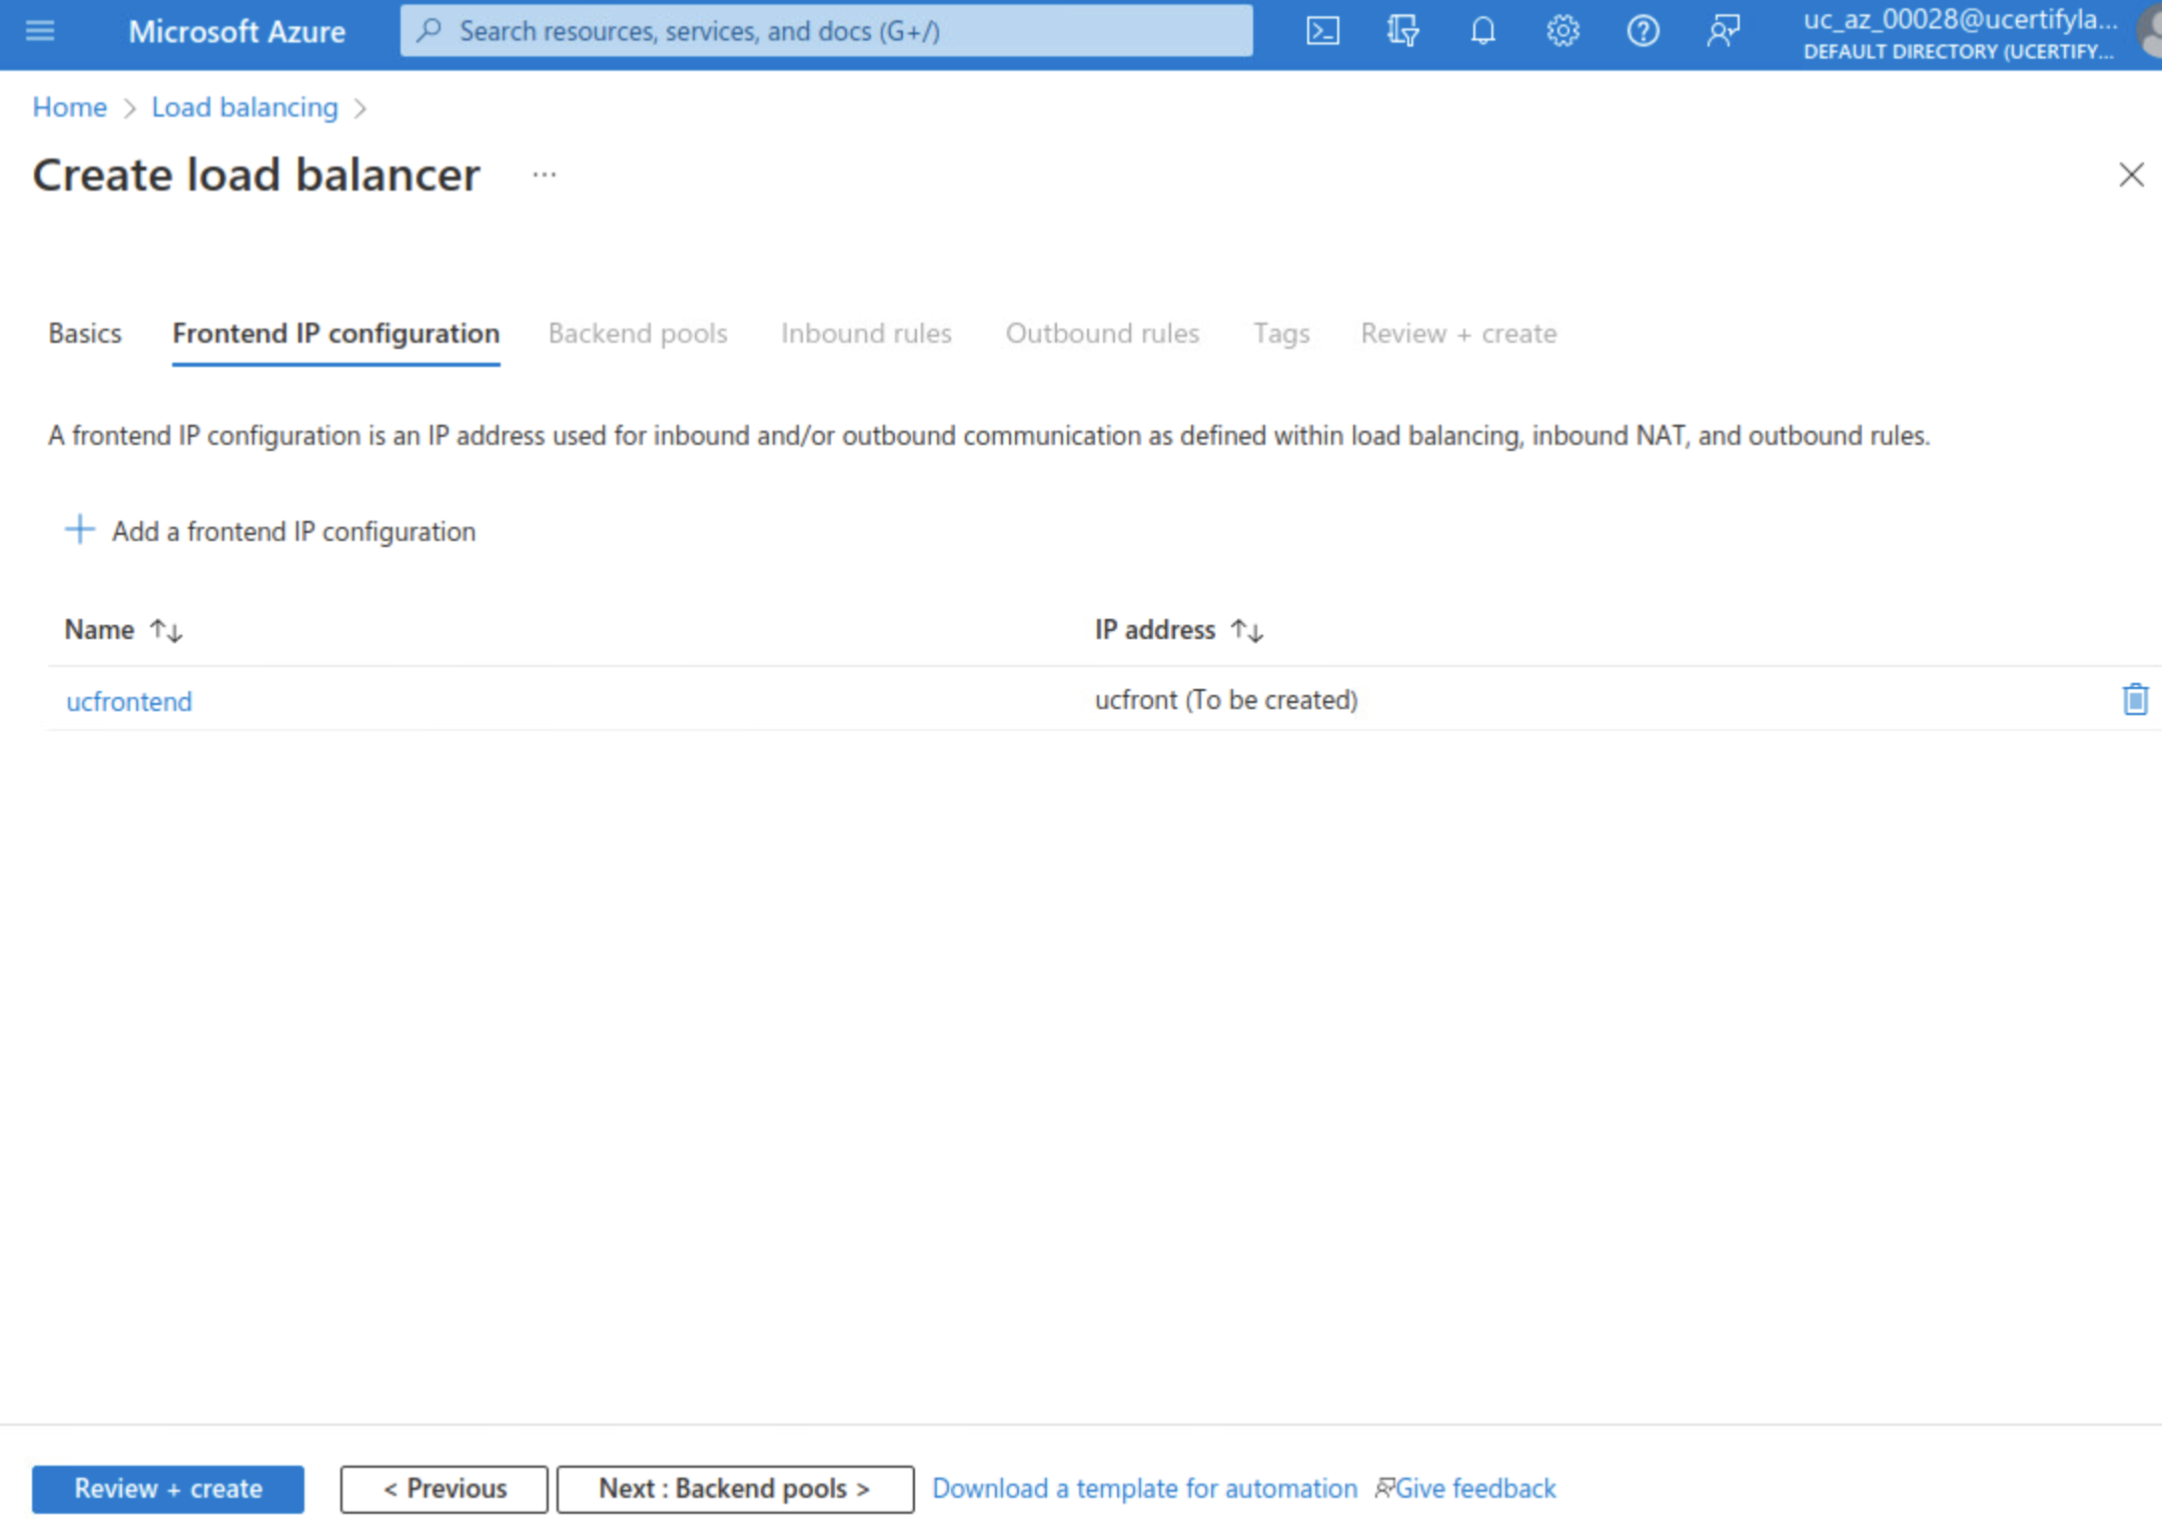 Microsoft Azure
Search resources, services, and docs (G+/)
uc_az_00028@ucertifyla...
DEFAULT DIRECTORY (UCERTIFY...
Home > Load balancing >
Create load balancer ...
Basics Frontend IP configuration Backend pools Inbound rules Outbound rules Tags Review + create
A frontend IP configuration is an IP address used for inbound and/or outbound communication as defined within load balancing, inbound NAT, and outbound rules.
+ Add a frontend IP configuration
Name ↑↓ IP address ↑↓
ucfrontend ucfront (To be created)
Review + create < Previous Next : Backend pools > Download a template for automation Give feedback